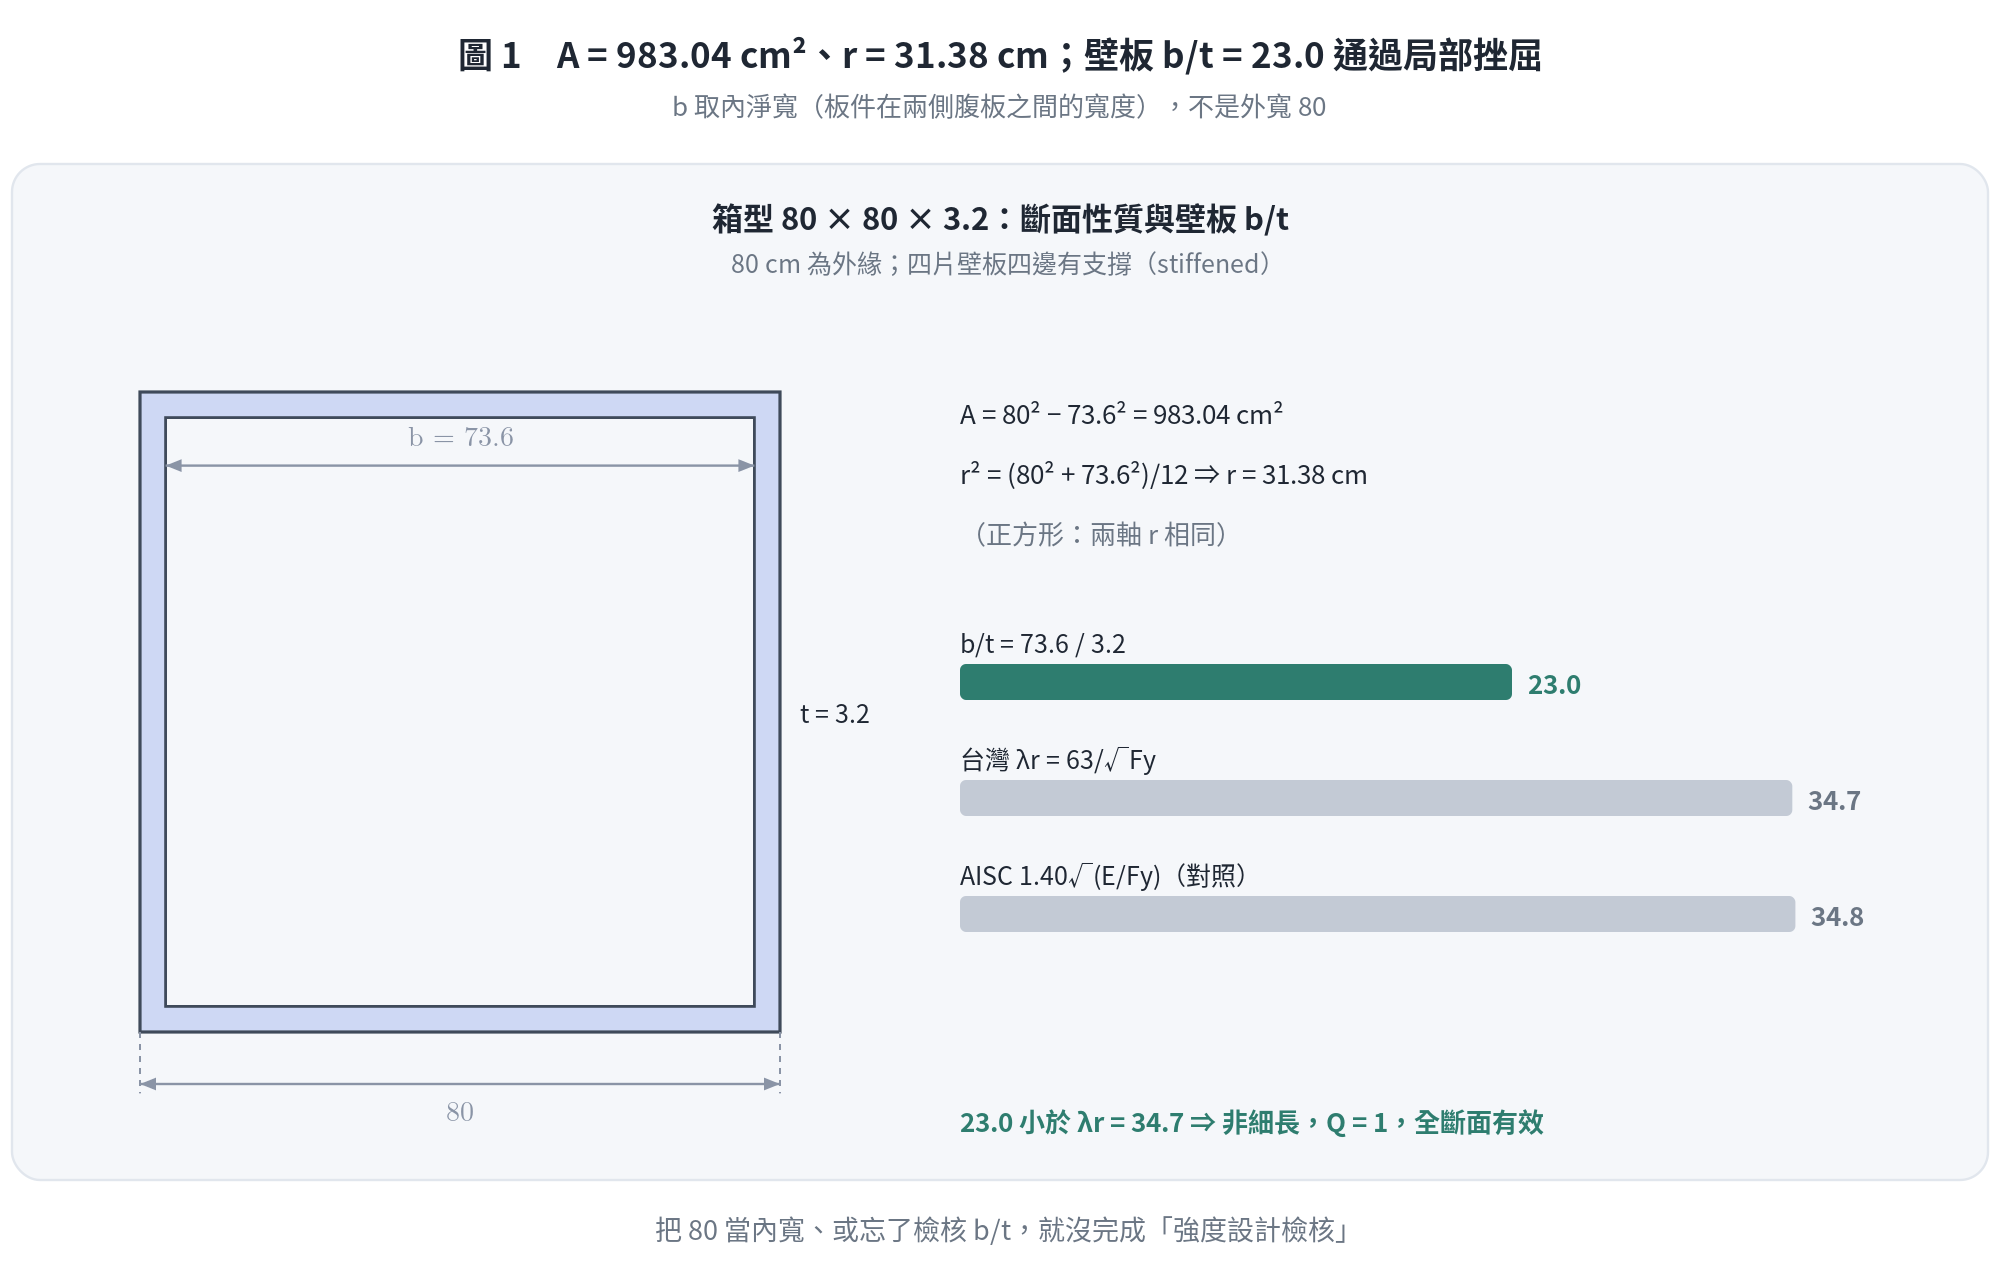 圖 1　A = 983.04 cm²、r = 31.38 cm；壁板 b/t = 23.0 通過局部挫屈
b 取內淨寬（板件在兩側腹板之間的寬度），不是外寬 80
箱型 80 × 80 × 3.2：斷面性質與壁板 b/t
80 cm 為外緣；四片壁板四邊有支撐（stiffened）
b = 73.6
t = 3.2
80
A = 80² − 73.6² = 983.04 cm²
r² = (80² + 73.6²)/12 ⇒ r = 31.38 cm
（正方形：兩軸 r 相同）
b/t = 73.6 / 3.2
23.0
台灣 λr = 63/√Fy
34.7
AISC 1.40√(E/Fy)（對照）
34.8
23.0 小於 λr = 34.7 ⇒ 非細長，Q = 1，全斷面有效
把 80 當內寬、或忘了檢核 b/t，就沒完成「強度設計檢核」